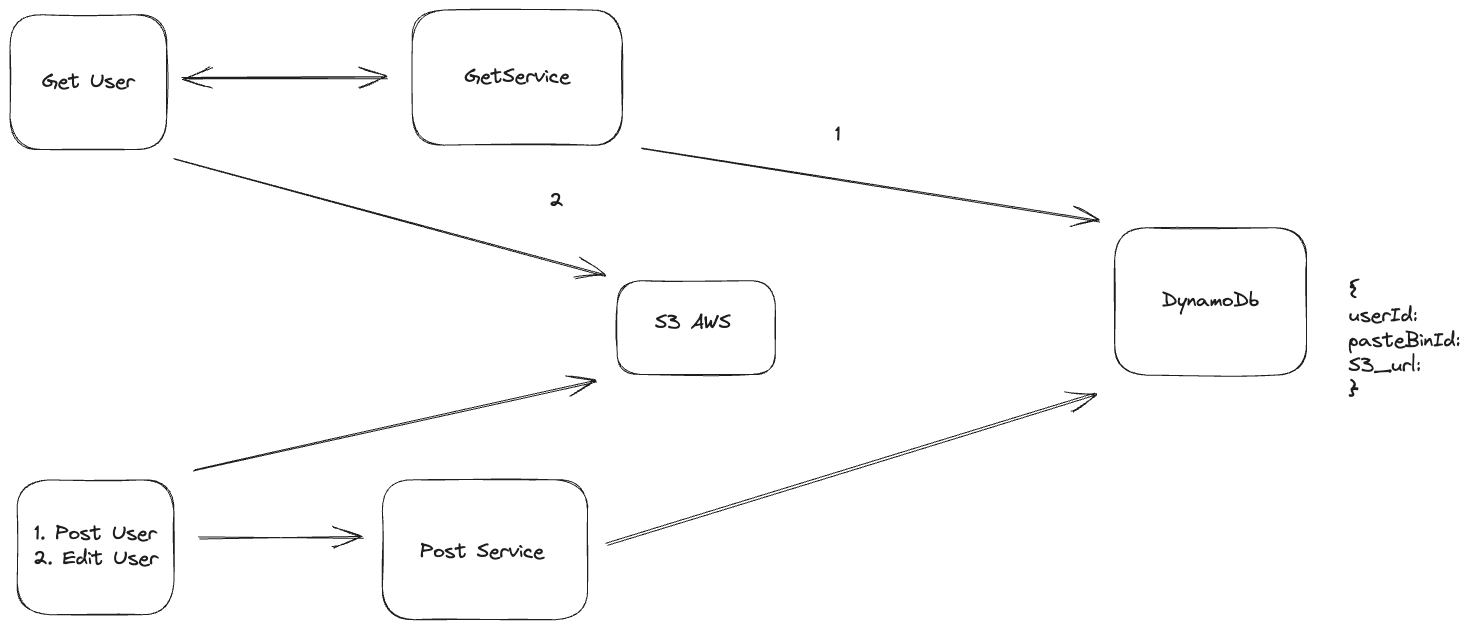 Get User
GetService
1
2
S3 AWS
DynamoDb
{
userId:
pasteBinId:
S3_url:
}
1. Post User
2. Edit User
Post Service